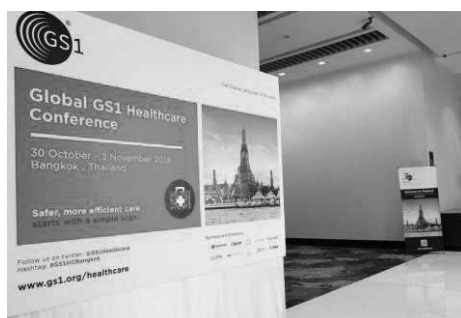 GS1
The Global Language of Business
Global GS1 Healthcare
Conference
30 October - 1 November 2018
Bangkok, Thailand
Safer, more efficient care
starts with a simple scan.
Follow us on twitter: @GS1Healthcare
Hashtag: #GS1HCBangkok
www.gs1.org/healthcare